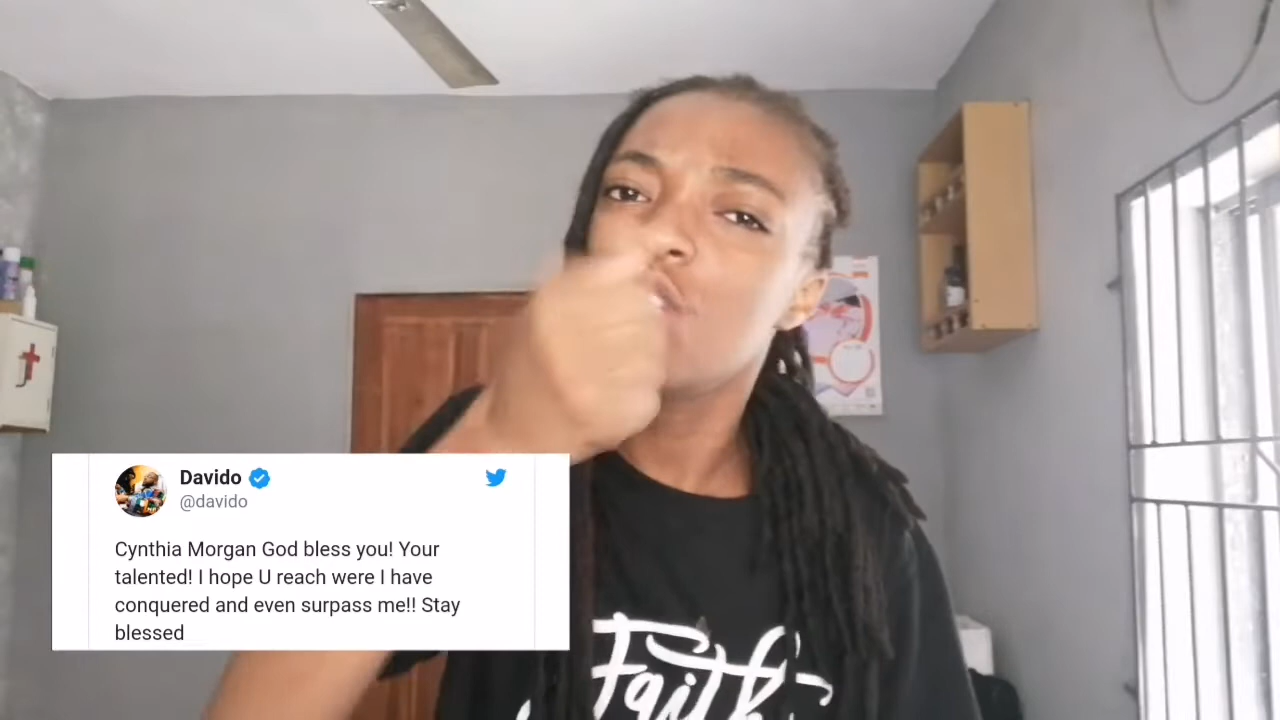 Davido
@davido
Cynthia Morgan God bless you! Your
talented! I hope U reach were I have
conquered and even surpass me!! Stay
blessed
Faith